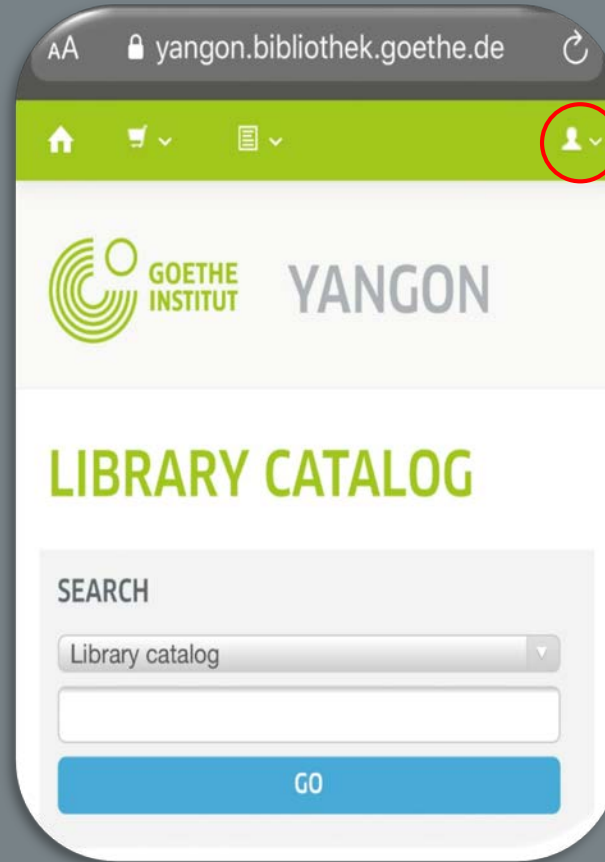 AA yangon.bibliothek.goethe.de
GOETHE
INSTITUT
YANGON
LIBRARY CATALOG
SEARCH
Library catalog
GO